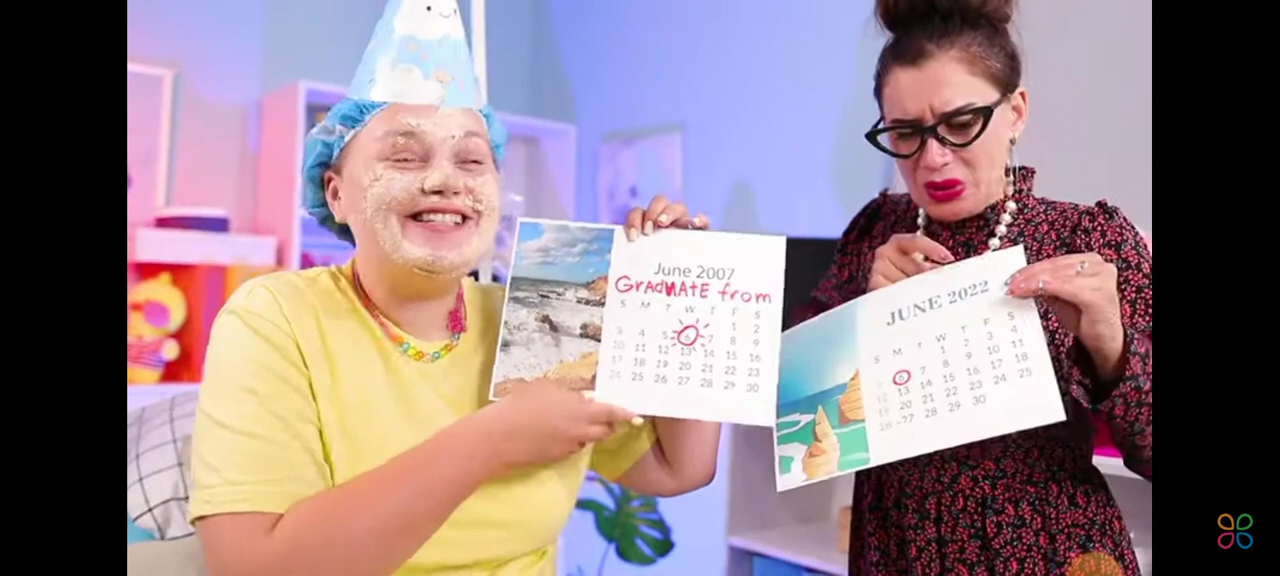 June 2007
GRADUATE from
S M T W T F S
1 2
3 4 5 6 7 8 9
10 11 12 13 14 15 16
17 18 19 20 21 22 23
24 25 26 27 28 29 30
JUNE 2022
S M T W T F S
1 2 3 4
6 7 8 9 10 11
12 13 14 15 16 17 18
19 20 21 22 23 24 25
26 27 28 29 30